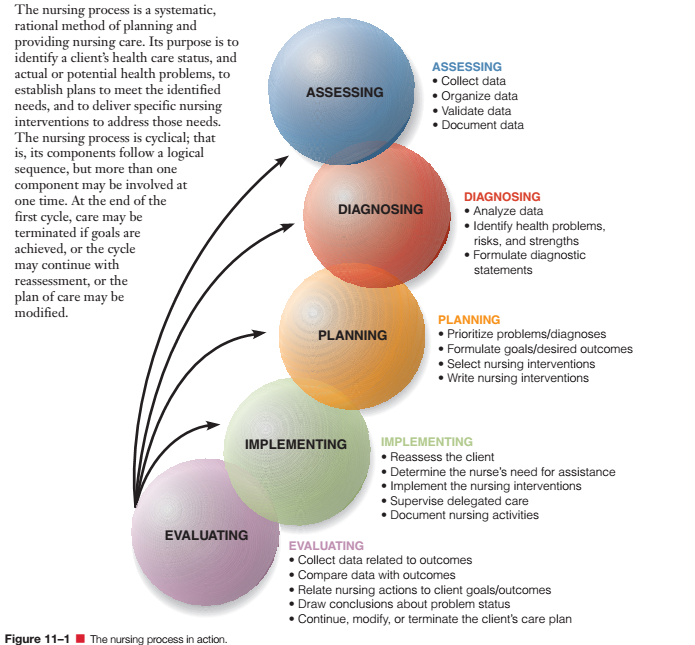 The nursing process is a systematic,
rational method of planning and
providing nursing care. Its purpose is to
identify a client's health care status, and
actual or potential health problems, to
establish plans to meet the identified
needs, and to deliver specific nursing
interventions to address those needs.
The nursing process is cyclical; that
is, its components follow a logical
sequence, but more than one
component may be involved at
one time. At the end of the
first cycle, care may be
terminated if goals are
achieved, or the cycle
may continue with
reassessment, or the
plan of care may be
modified.
ASSESSING
ASSESSING
• Collect data
• Organize data
• Validate data
• Document data
DIAGNOSING
DIAGNOSING
• Analyze data
• Identify health problems,
risks, and strengths
• Formulate diagnostic
statements
PLANNING
PLANNING
• Prioritize problems/diagnoses
• Formulate goals/desired outcomes
• Select nursing interventions
• Write nursing interventions
IMPLEMENTING
IMPLEMENTING
• Reassess the client
• Determine the nurse's need for assistance
• Implement the nursing interventions
• Supervise delegated care
• Document nursing activities
EVALUATING
EVALUATING
• Collect data related to outcomes
• Compare data with outcomes
• Relate nursing actions to client goals/outcomes
• Draw conclusions about problem status
• Continue, modify, or terminate the client's care plan
Figure 11–1 ■ The nursing process in action.